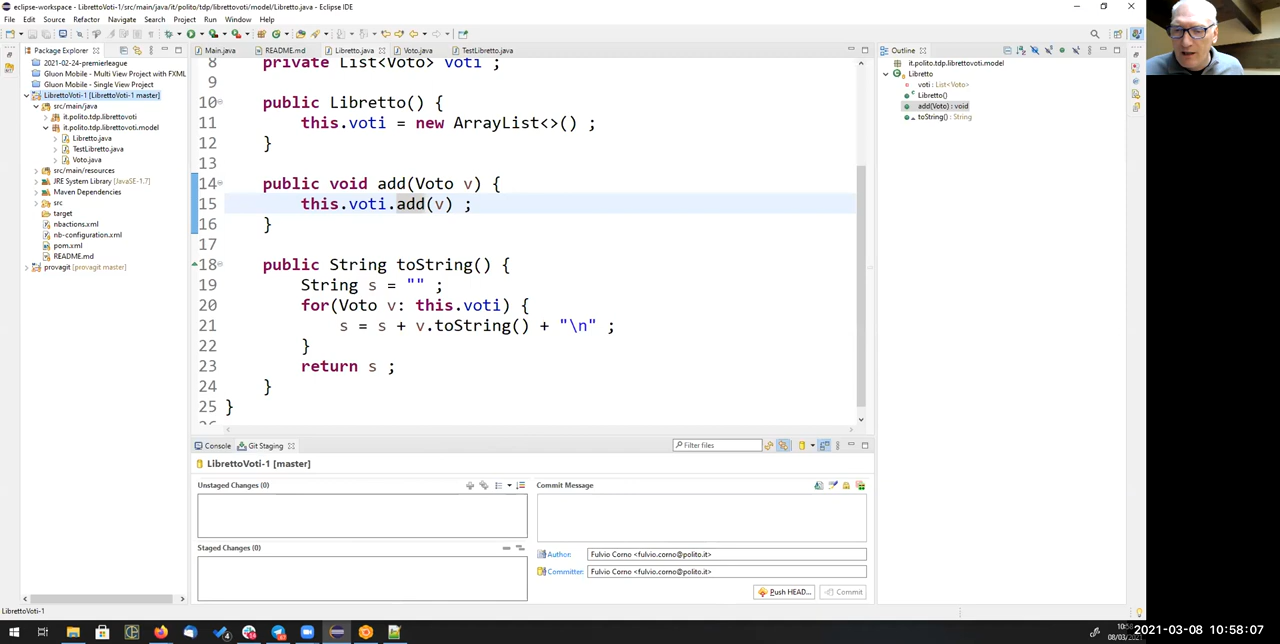 eclipse-workspace - LibrettoVoti-1/src/main/java/it/polito/tdp/librettovoti/model/Libretto.java - Eclipse IDE
File Edit Source Refactor Navigate Search Project Run Window Help
Package Explorer
Main.java README.md Libretto.java Voto.java TestLibretto.java
Outline
2021-02-24-premierleague
Gluon Mobile - Multi View Project with FXML
Gluon Mobile - Single View Project
LibrettoVoti-1 [LibrettoVoti-1 master]
src/main/java
it.polito.tdp.librettovoti
it.polito.tdp.librettovoti.model
Libretto.java
TestLibretto.java
Voto.java
src/main/resources
JRE System Library [JavaSE-1.7]
Maven Dependencies
src
target
nbactions.xml
nb-configuration.xml
pom.xml
README.md
provagit [provagit master]
8 private List<Voto> voti ;
9
10 public Libretto() {
11 this.voti = new ArrayList<>() ;
12 }
13
14 public void add(Voto v) {
15 this.voti.add(v) ;
16 }
17
18 public String toString() {
19 String s = "" ;
20 for(Voto v: this.voti) {
21 s = s + v.toString() + "\n" ;
22 }
23 return s ;
24 }
25 }
it.polito.tdp.librettovoti.model
Libretto
voti : List<Voto>
Libretto()
add(Voto) : void
toString() : String
Console Git Staging
Filter files
LibrettoVoti-1 [master]
Unstaged Changes (0)
Commit Message
Staged Changes (0)
Author: Fulvio Corno <fulvio.corno@polito.it>
Committer: Fulvio Corno <fulvio.corno@polito.it>
Push HEAD... Commit
LibrettoVoti-1
2021-03-08 10:58:07